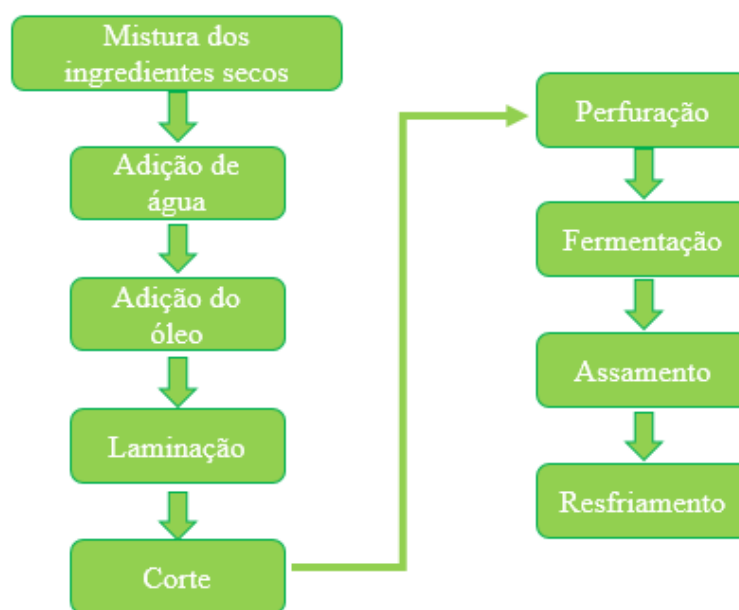 Mistura dos
ingredientes secos
Adição de
água
Adição do
óleo
Laminação
Corte
Perfuração
Fermentação
Assamento
Resfriamento